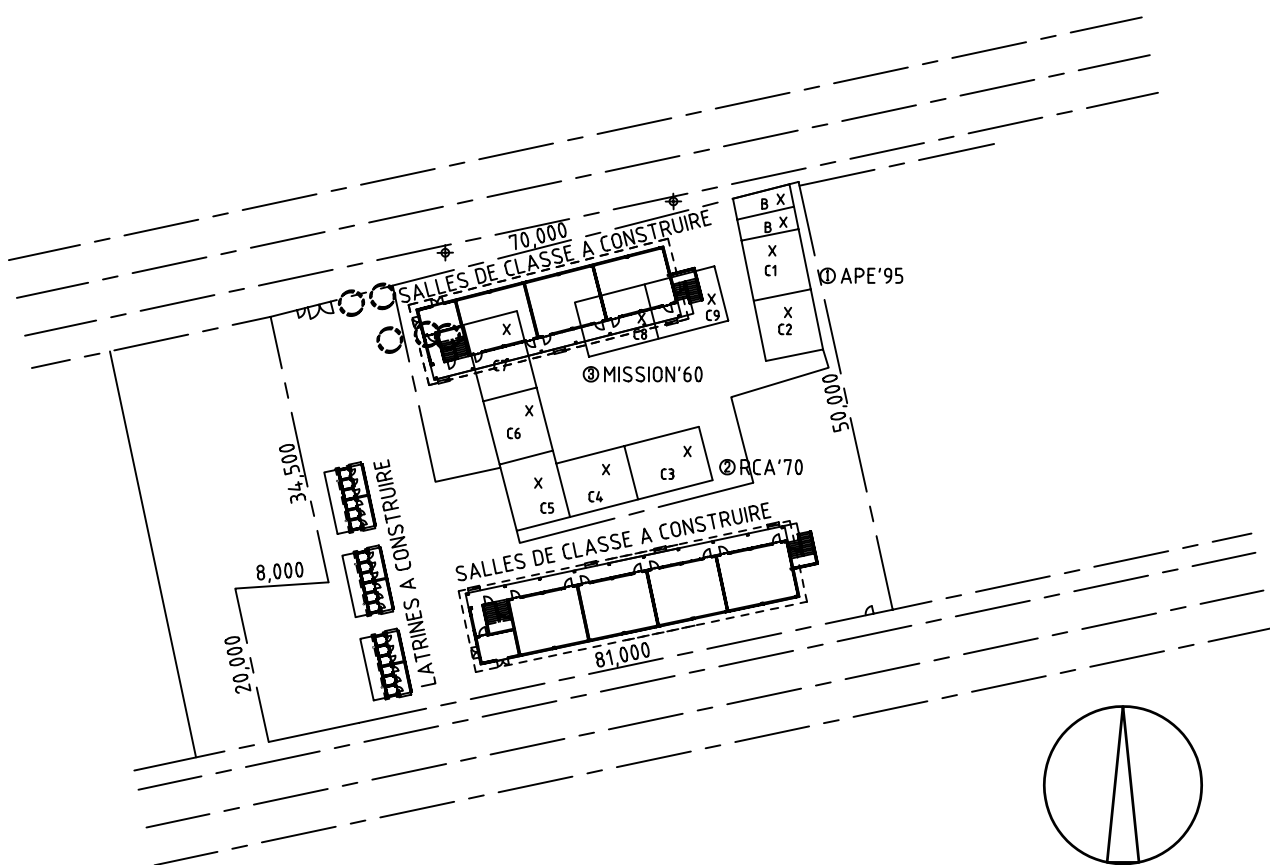 70,000
SALLES DE CLASSE A CONSTRUIRE
B X
B X
X
C1
① APE'95
X
C2
X
C9
X
C8
X
C7
③ MISSION'60
50,000
X
C6
34,500
LATRINES A CONSTRUIRE
X
C5
X
C4
X
C3
② RCA'70
SALLES DE CLASSE A CONSTRUIRE
8,000
20,000
81,000